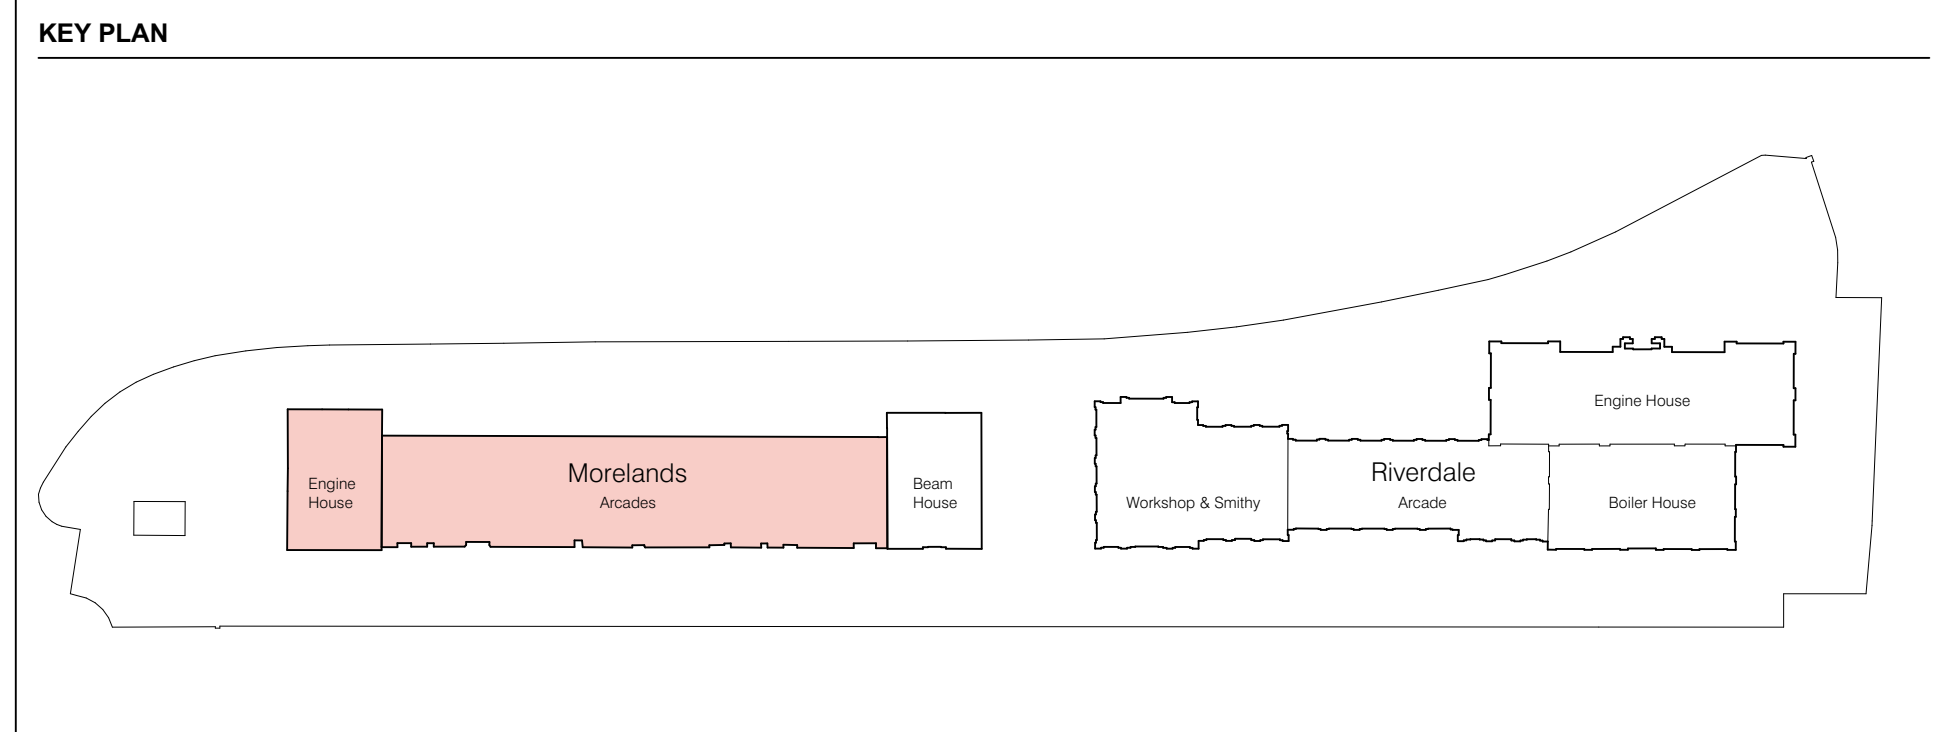 KEY PLAN
Engine
House
Morelands
Arcades
Beam
House
Workshop & Smithy
Riverdale
Arcade
Engine House
Boiler House